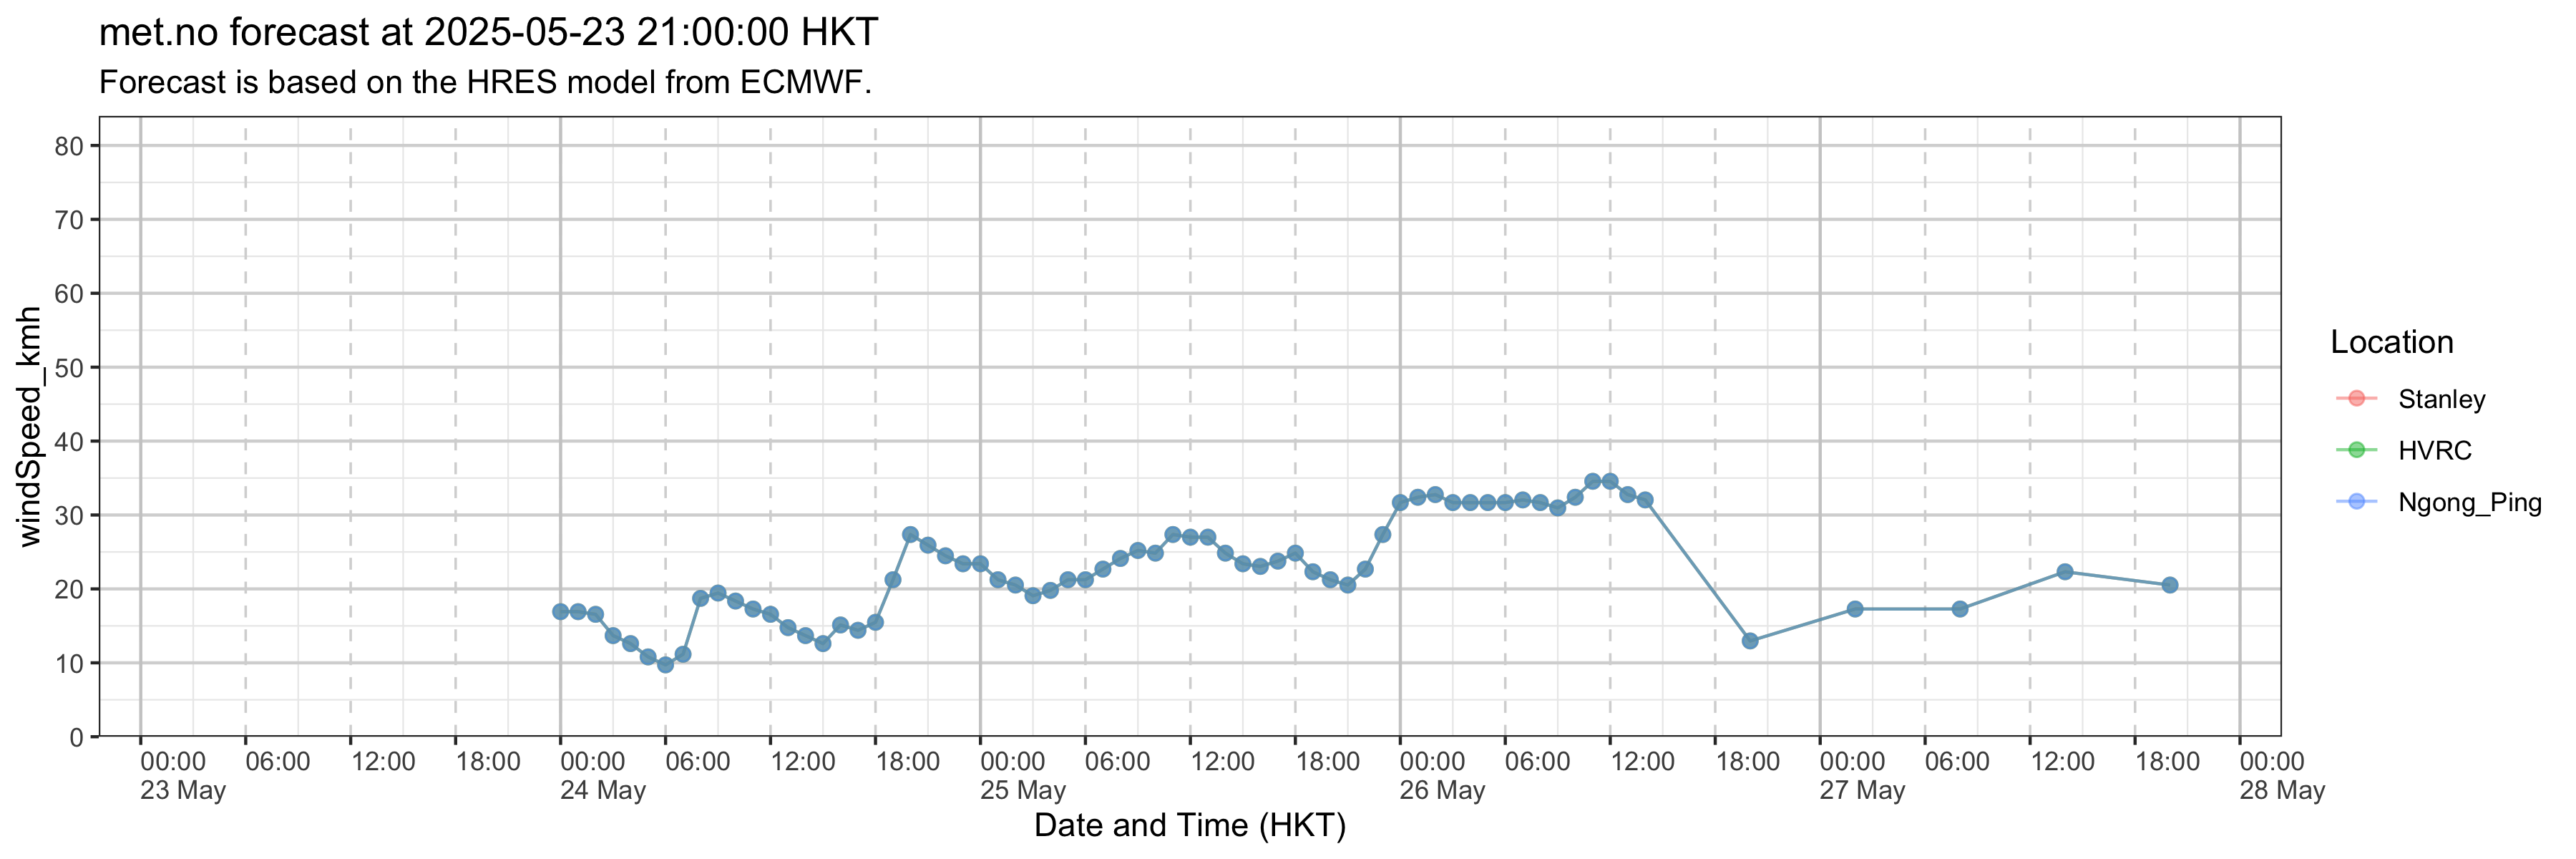 met.no forecast at 2025-05-23 21:00:00 HKT
Forecast is based on the HRES model from ECMWF.
windSpeed_kmh
80
70
60
50
40
30
20
10
0
00:00 06:00 12:00 18:00 00:00 06:00 12:00 18:00 00:00 06:00 12:00 18:00 00:00 06:00 12:00 18:00 00:00 06:00 12:00 18:00 00:00
23 May 24 May 25 May 26 May 27 May 28 May
Date and Time (HKT)
Location
Stanley
HVRC
Ngong_Ping